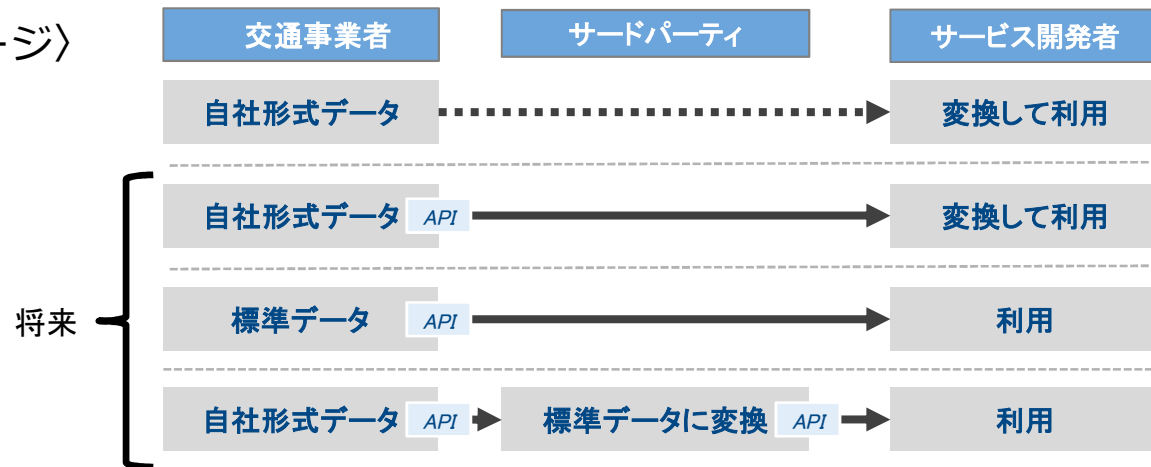 ージ〉
交通事業者 サードパーティ サービス開発者
自社形式データ 変換して利用
自社形式データ API 変換して利用
将来
標準データ API 利用
自社形式データ API 標準データに変換 API 利用